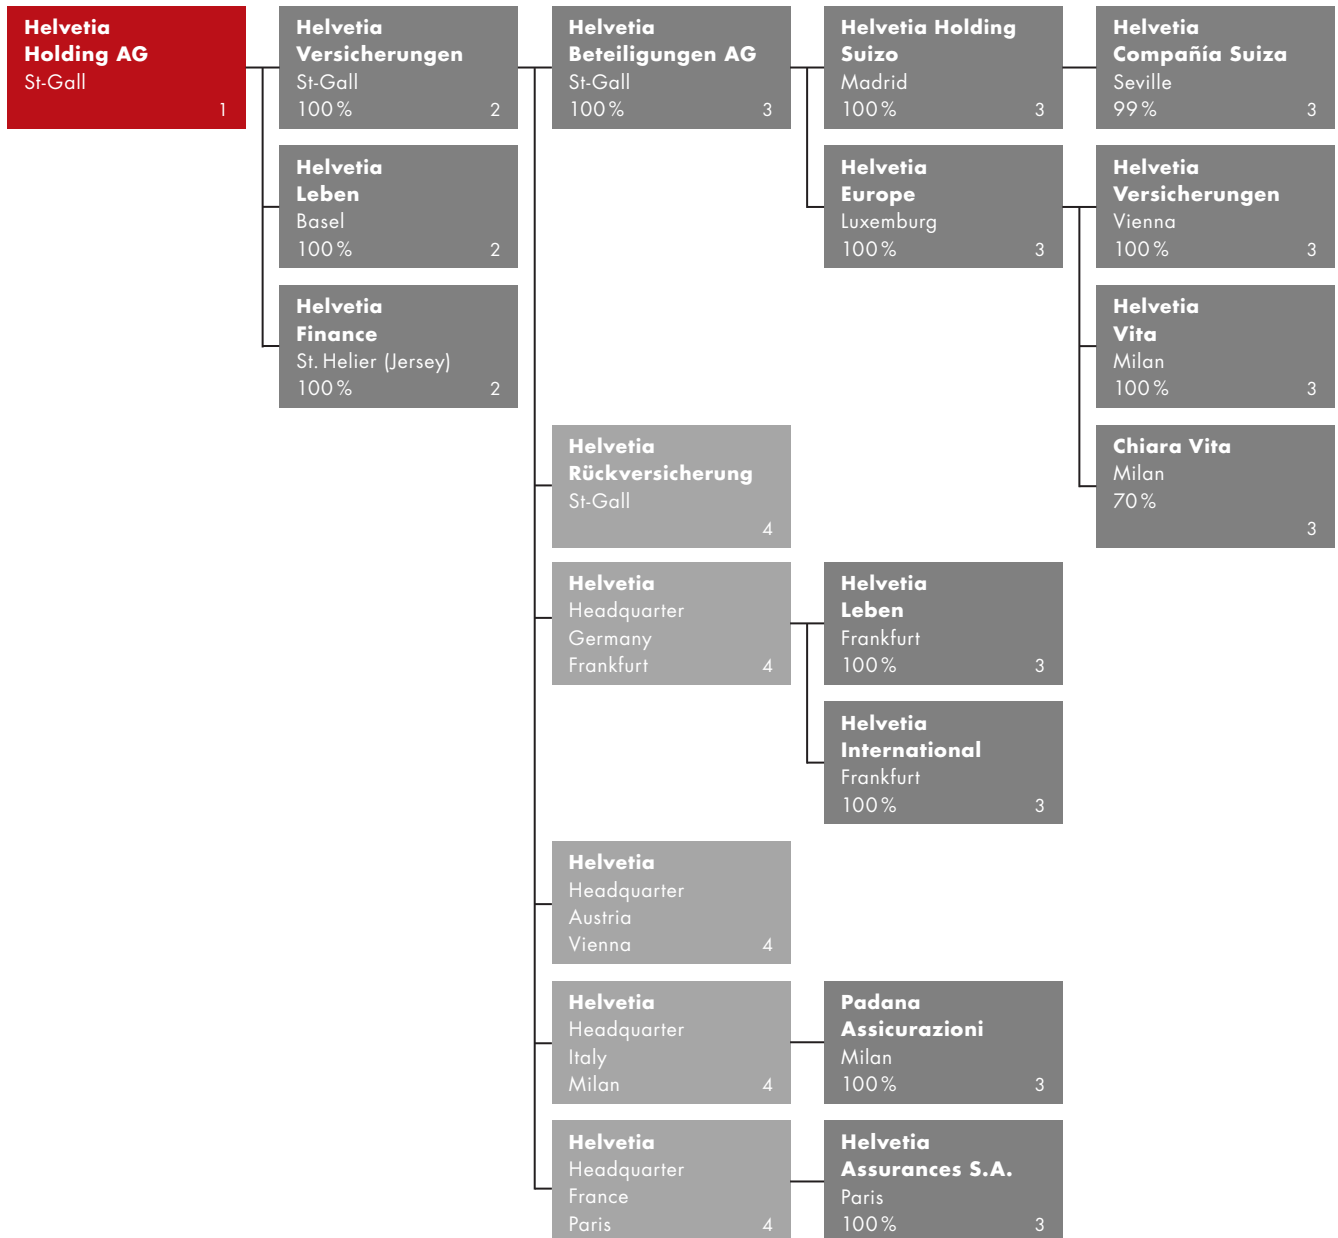 Helvetia
Holding AG
St-Gall
1
Helvetia
Versicherungen
St-Gall
100 % 2
Helvetia
Beteiligungen AG
St-Gall
100 % 3
Helvetia Holding
Suizo
Madrid
100 % 3
Helvetia
Compañía Suiza
Seville
99 % 3
Helvetia
Leben
Basel
100 % 2
Helvetia
Europe
Luxemburg
100 % 3
Helvetia
Versicherungen
Vienna
100 % 3
Helvetia
Finance
St. Helier (Jersey)
100 % 2
Helvetia
Vita
Milan
100 % 3
Helvetia
Rückversicherung
St-Gall
4
Chiara Vita
Milan
70 %
3
Helvetia
Headquarter
Germany
Frankfurt 4
Helvetia
Leben
Frankfurt
100 % 3
Helvetia
International
Frankfurt
100 % 3
Helvetia
Headquarter
Austria
Vienna 4
Helvetia
Headquarter
Italy
Milan 4
Padana
Assicurazioni
Milan
100 % 3
Helvetia
Headquarter
France
Paris 4
Helvetia
Assurances S.A.
Paris
100 % 3